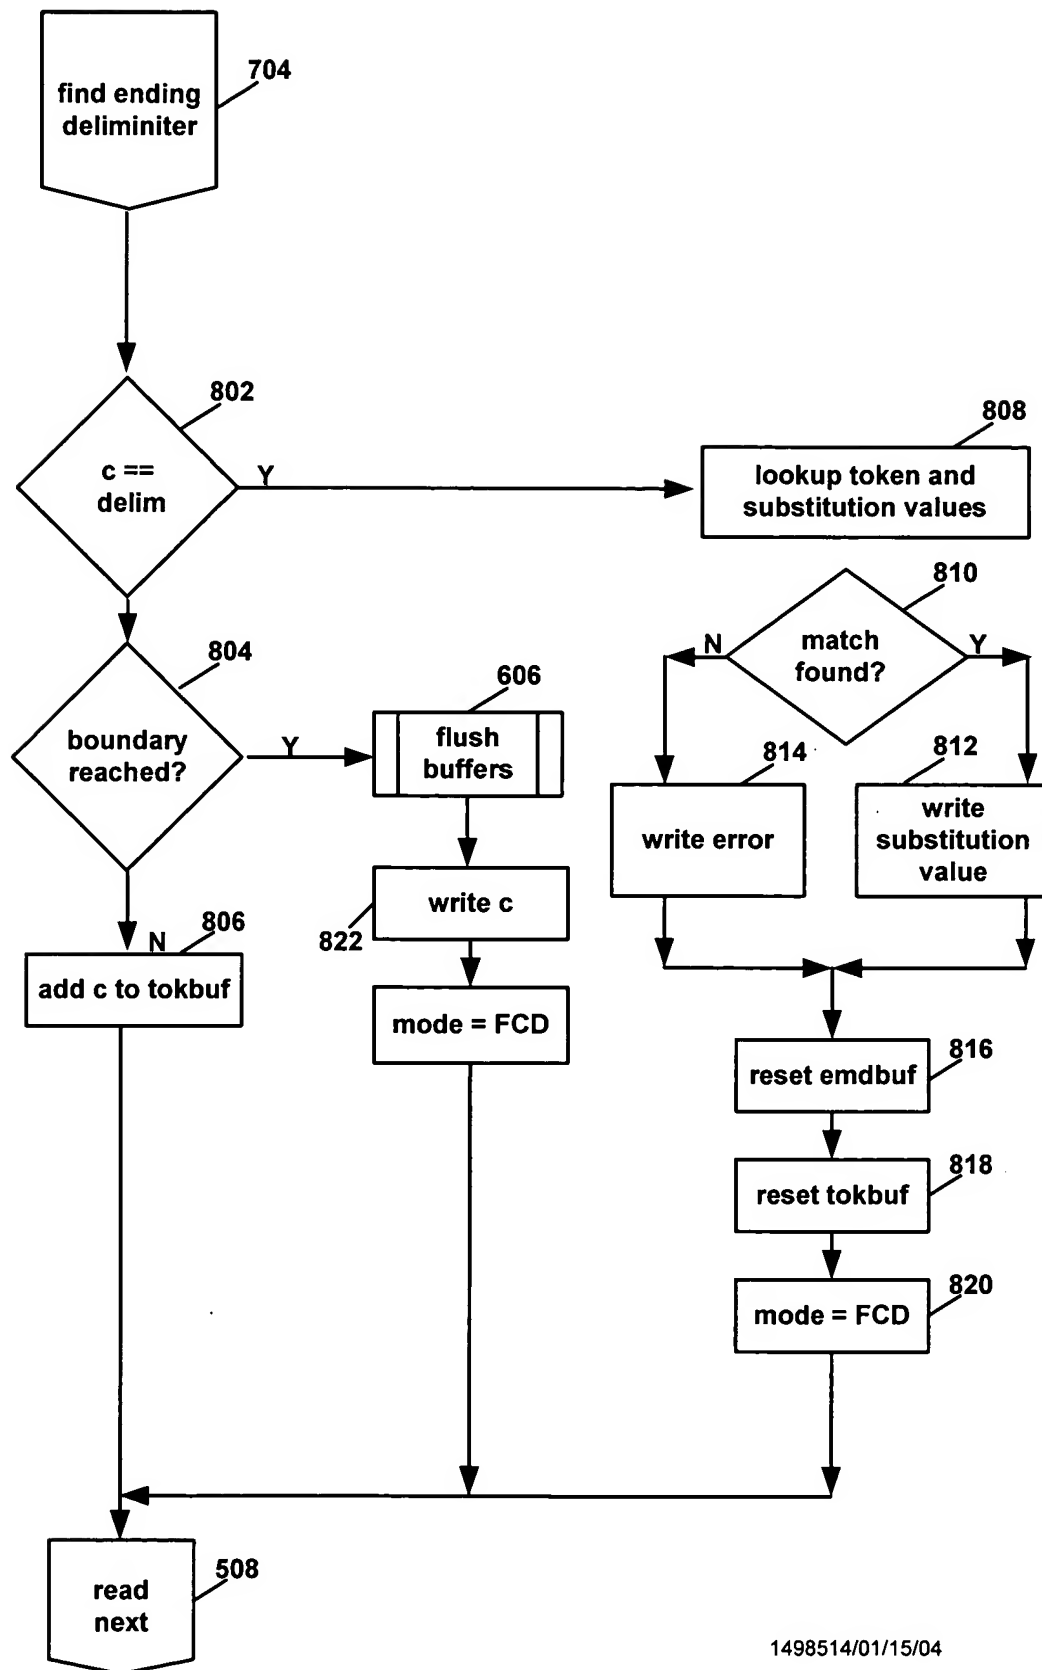 704
find ending
deliminiter
802
c ==
delim
Y
808
lookup token and
substitution values
810
N
match
found?
Y
804
boundary
reached?
Y
606
flush
buffers
814
write error
812
write
substitution
value
822
write c
806
N
add c to tokbuf
mode = FCD
816
reset emdbuf
818
reset tokbuf
820
mode = FCD
508
read
next
1498514/01/15/04